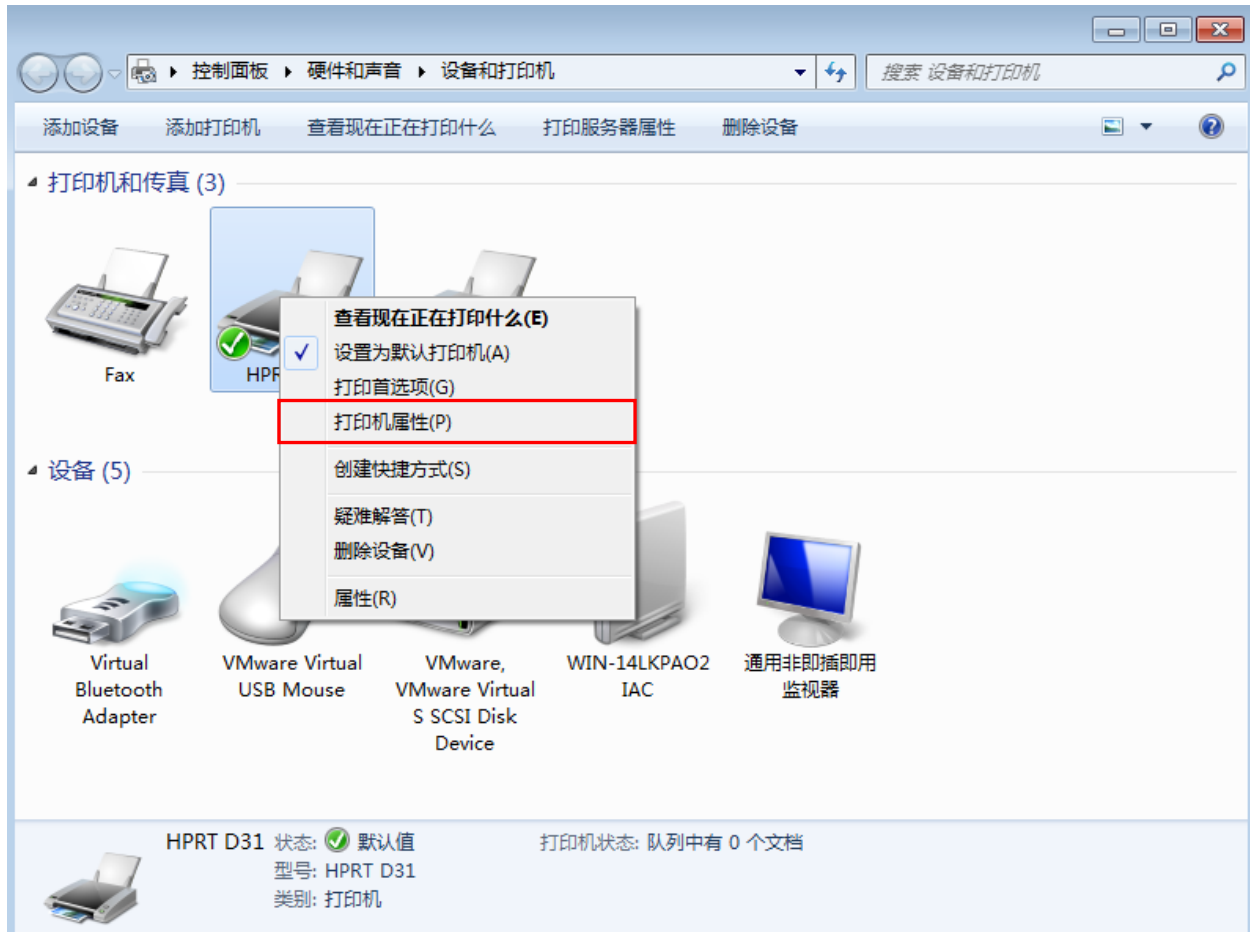 控制面板 ▸ 硬件和声音 ▸ 设备和打印机
搜索 设备和打印机
添加设备 添加打印机 查看现在正在打印什么 打印服务器属性 删除设备
打印机和传真 (3)
Fax
HPR
查看现在正在打印什么(E)
设置为默认打印机(A)
打印首选项(G)
打印机属性(P)
创建快捷方式(S)
疑难解答(T)
删除设备(V)
属性(R)
设备 (5)
Virtual
Bluetooth
Adapter
VMware Virtual
USB Mouse
VMware,
VMware Virtual
S SCSI Disk
Device
WIN-14LKPAO2
IAC
通用非即插即用
监视器
HPRT D31 状态: 默认值 打印机状态: 队列中有 0 个文档
型号: HPRT D31
类别: 打印机